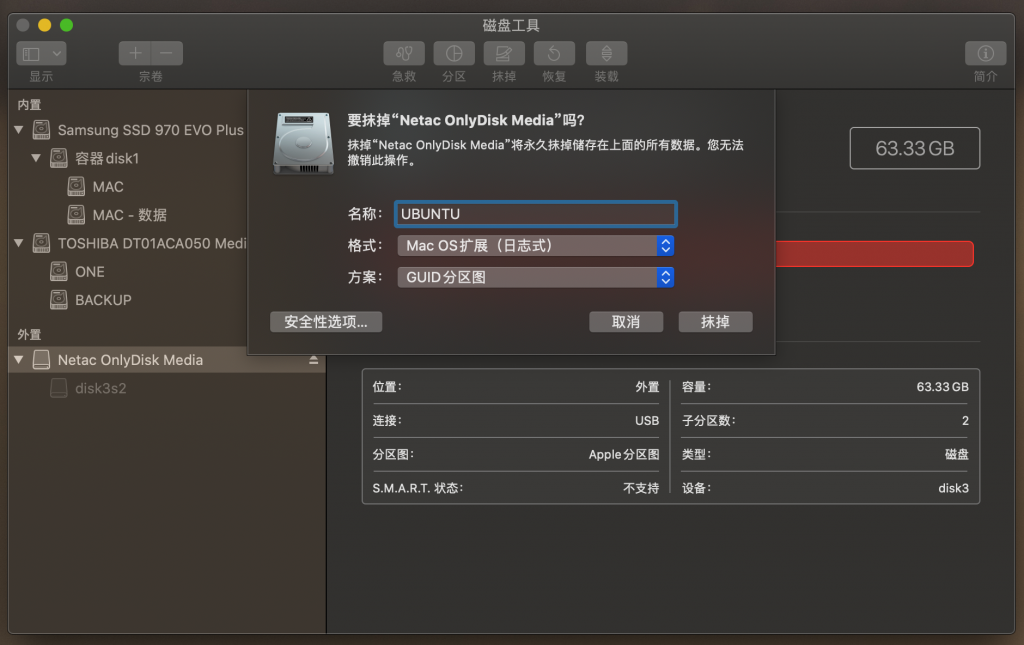 磁盘工具
显示
宗卷
急救
分区
抹掉
恢复
装载
简介
内置
Samsung SSD 970 EVO Plus
容器disk1
MAC
MAC - 数据
TOSHIBA DT01ACA050 Medi
ONE
BACKUP
外置
Netac OnlyDisk Media
disk3s2
要抹掉“Netac OnlyDisk Media”吗？
抹掉“Netac OnlyDisk Media”将永久抹掉储存在上面的所有数据。您无法
撤销此操作。
名称： UBUNTU
格式： Mac OS扩展（日志式）
方案： GUID分区图
安全性选项...
取消
抹掉
63.33 GB
位置： 外置
容量： 63.33 GB
连接： USB
子分区数： 2
分区图： Apple分区图
类型： 磁盘
S.M.A.R.T. 状态： 不支持
设备： disk3